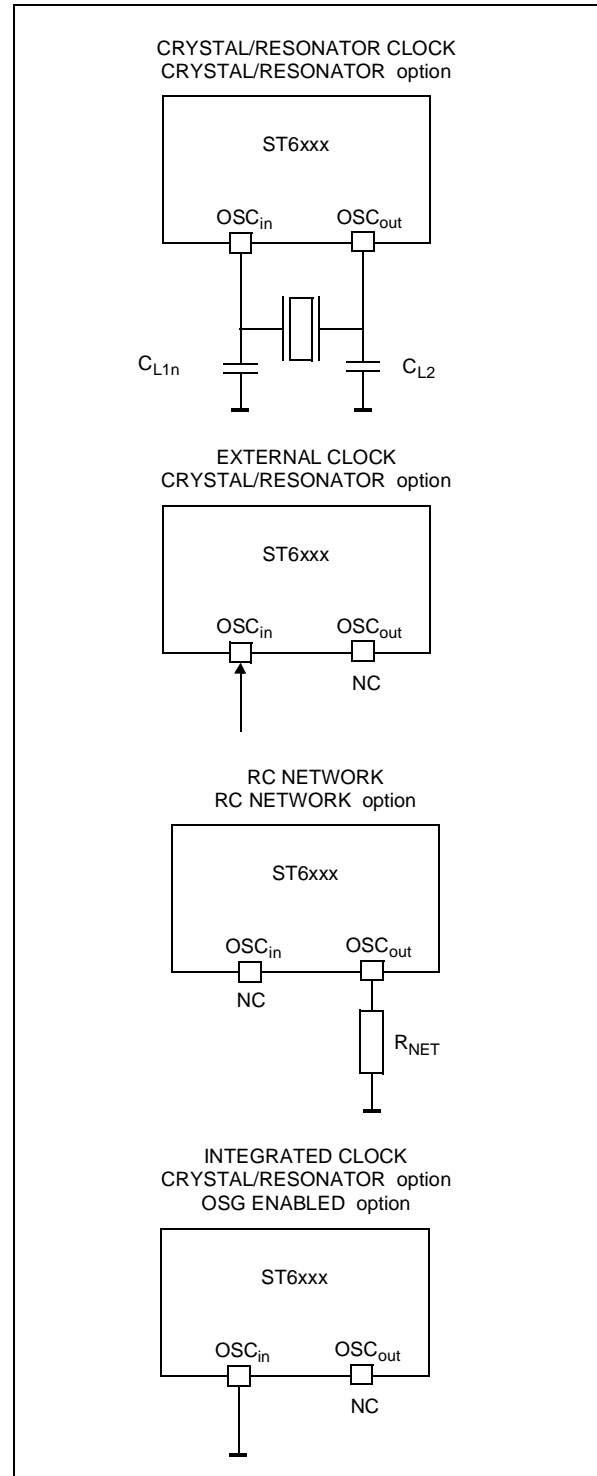 CRYSTAL/RESONATOR CLOCK
CRYSTAL/RESONATOR option
ST6xxx
OSCin OSCout
CL1n CL2
EXTERNAL CLOCK
CRYSTAL/RESONATOR option
ST6xxx
OSCin OSCout
NC
RC NETWORK
RC NETWORK option
ST6xxx
OSCin OSCout
NC
RNET
INTEGRATED CLOCK
CRYSTAL/RESONATOR option
OSG ENABLED option
ST6xxx
OSCin OSCout
NC